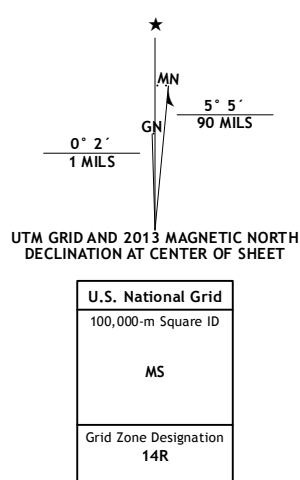 ★
MN
GN
5° 5´
90 MILS
0° 2´
1 MILS
UTM GRID AND 2013 MAGNETIC NORTH
DECLINATION AT CENTER OF SHEET
U.S. National Grid
100,000-m Square ID
MS
Grid Zone Designation
14R